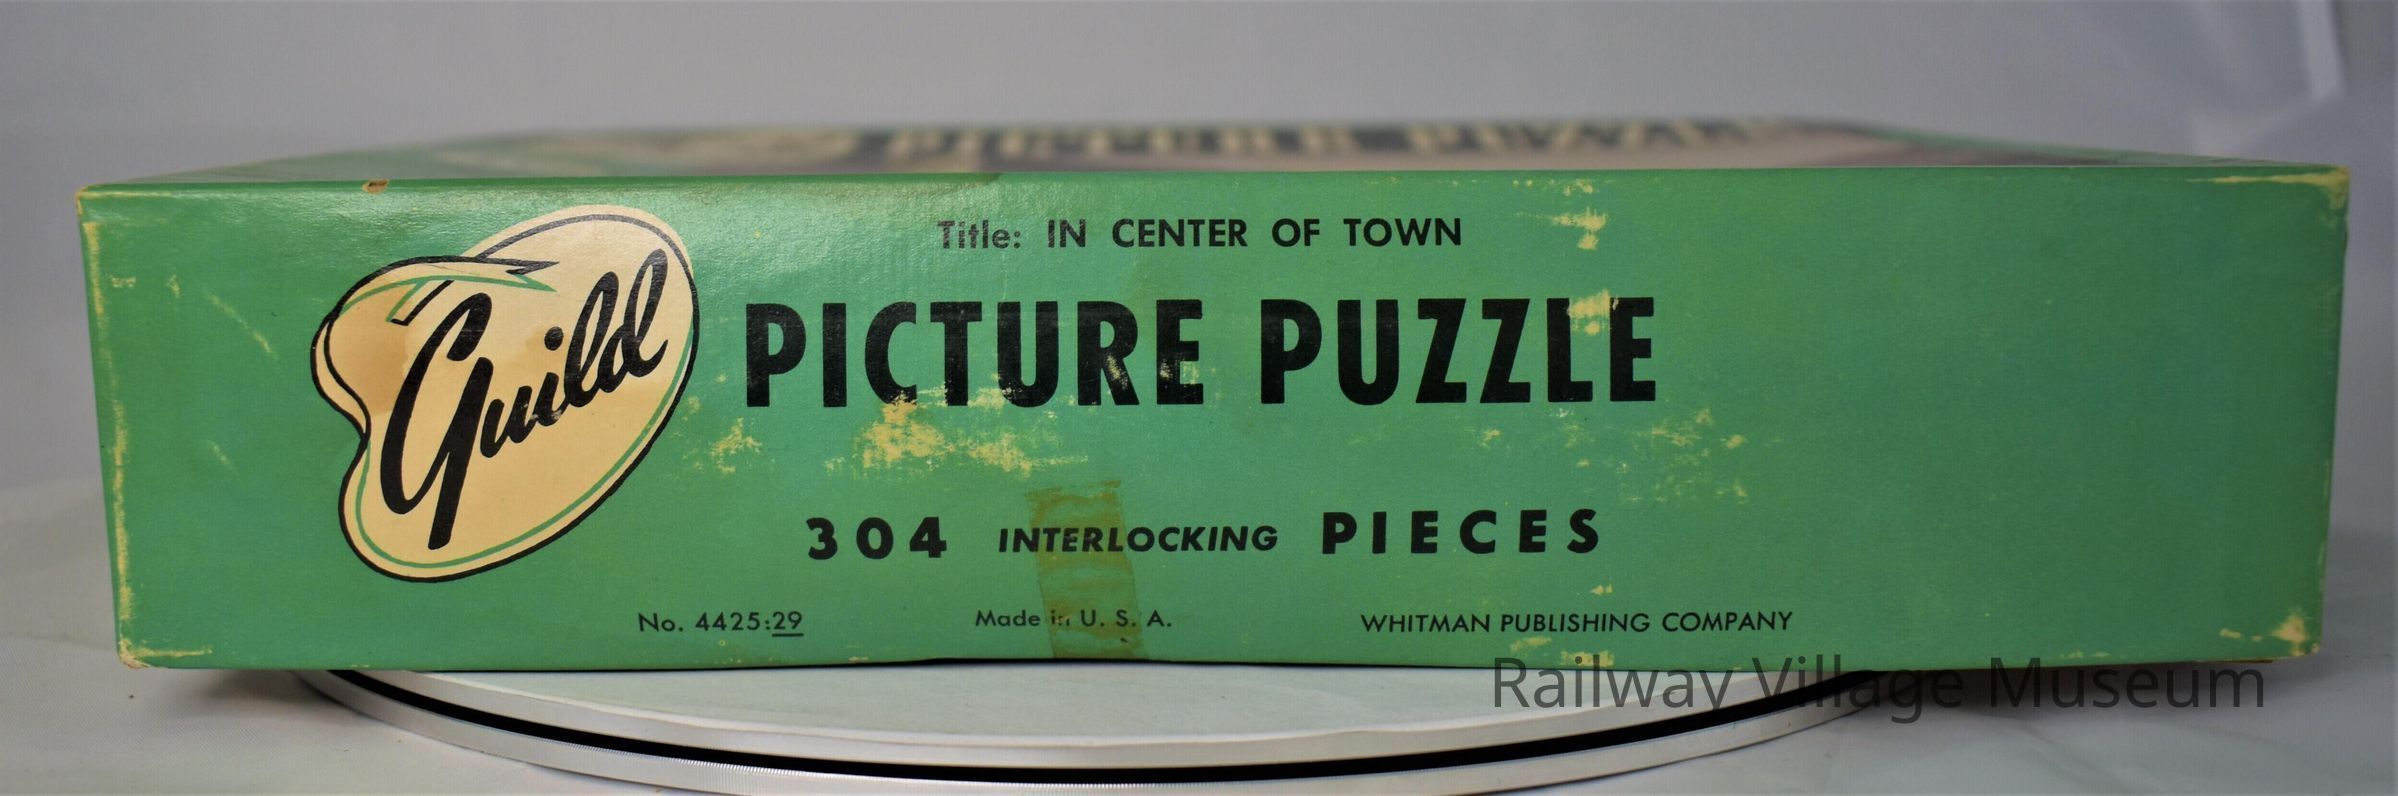 Title: IN CENTER OF TOWN
Guild
PICTURE PUZZLE
304 INTERLOCKING PIECES
No. 4425:29 Made in U. S. A. WHITMAN PUBLISHING COMPANY
Railway Village Museum